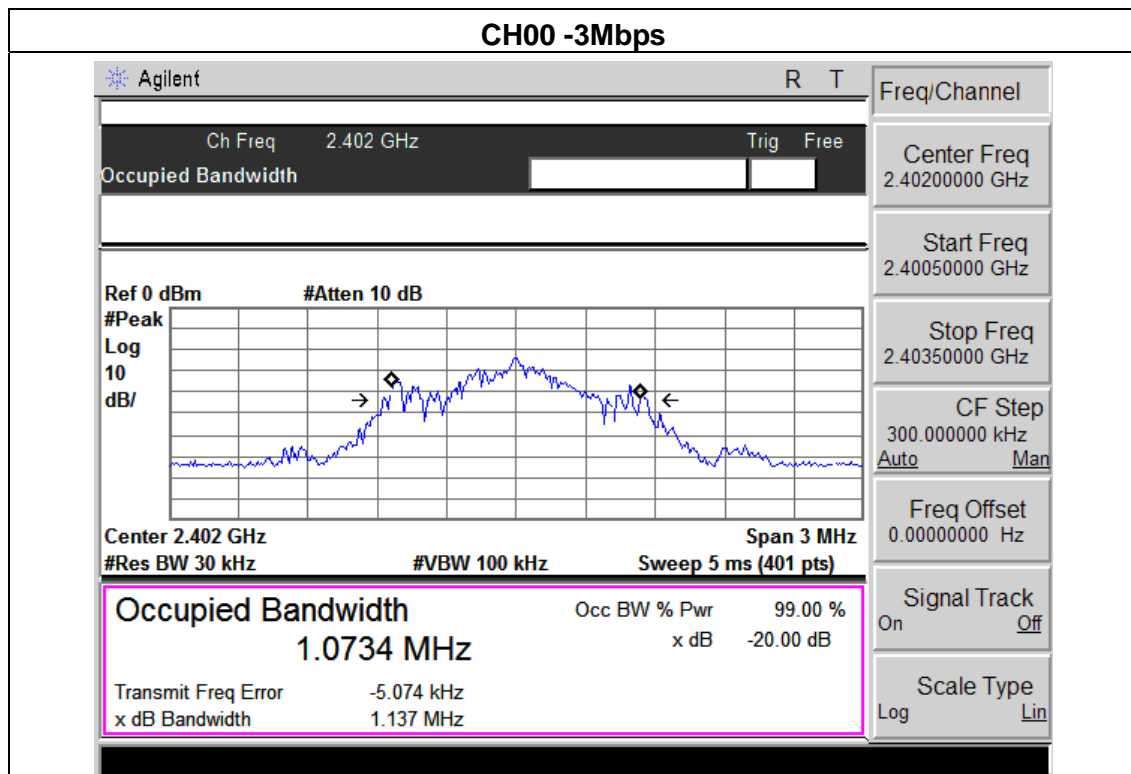 CH00 -3Mbps
Agilent R T
Ch Freq 2.402 GHz Trig Free
Occupied Bandwidth
Ref 0 dBm #Atten 10 dB
#Peak
Log
10
dB/
Center 2.402 GHz Span 3 MHz
#Res BW 30 kHz #VBW 100 kHz Sweep 5 ms (401 pts)
Occupied Bandwidth Occ BW % Pwr 99.00 %
1.0734 MHz x dB -20.00 dB
Transmit Freq Error -5.074 kHz
x dB Bandwidth 1.137 MHz
Freq/Channel
Center Freq
2.40200000 GHz
Start Freq
2.40050000 GHz
Stop Freq
2.40350000 GHz
CF Step
300.000000 kHz
Auto Man
Freq Offset
0.00000000 Hz
Signal Track
On Off
Scale Type
Log Lin